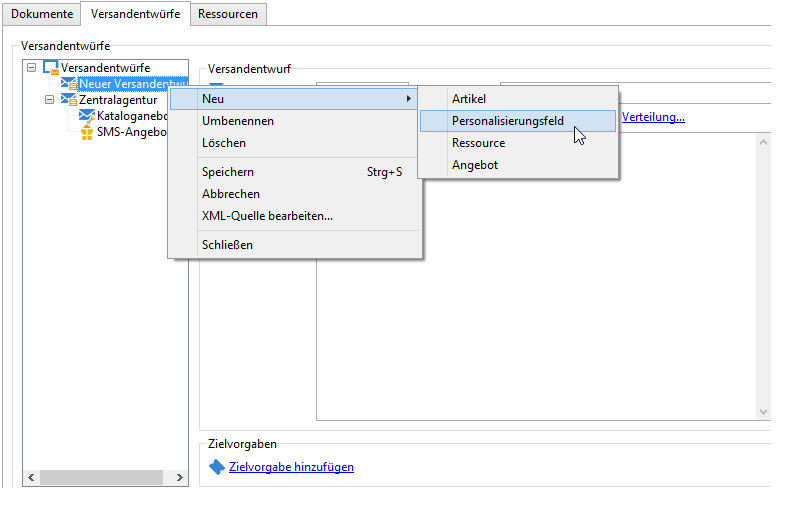 Dokumente Versandentwürfe Ressourcen
Versandentwürfe
Versandentwürfe
Neuer Versandentwu
Zentralagentur
Kataloganebo
SMS-Angebo
Versandentwurf
Neu
Umbenennen
Löschen
Speichern Strg+S
Abbrechen
XML-Quelle bearbeiten...
Schließen
Artikel
Personalisierungsfeld
Ressource
Angebot
Verteilung...
Zielvorgaben
Zielvorgabe hinzufügen